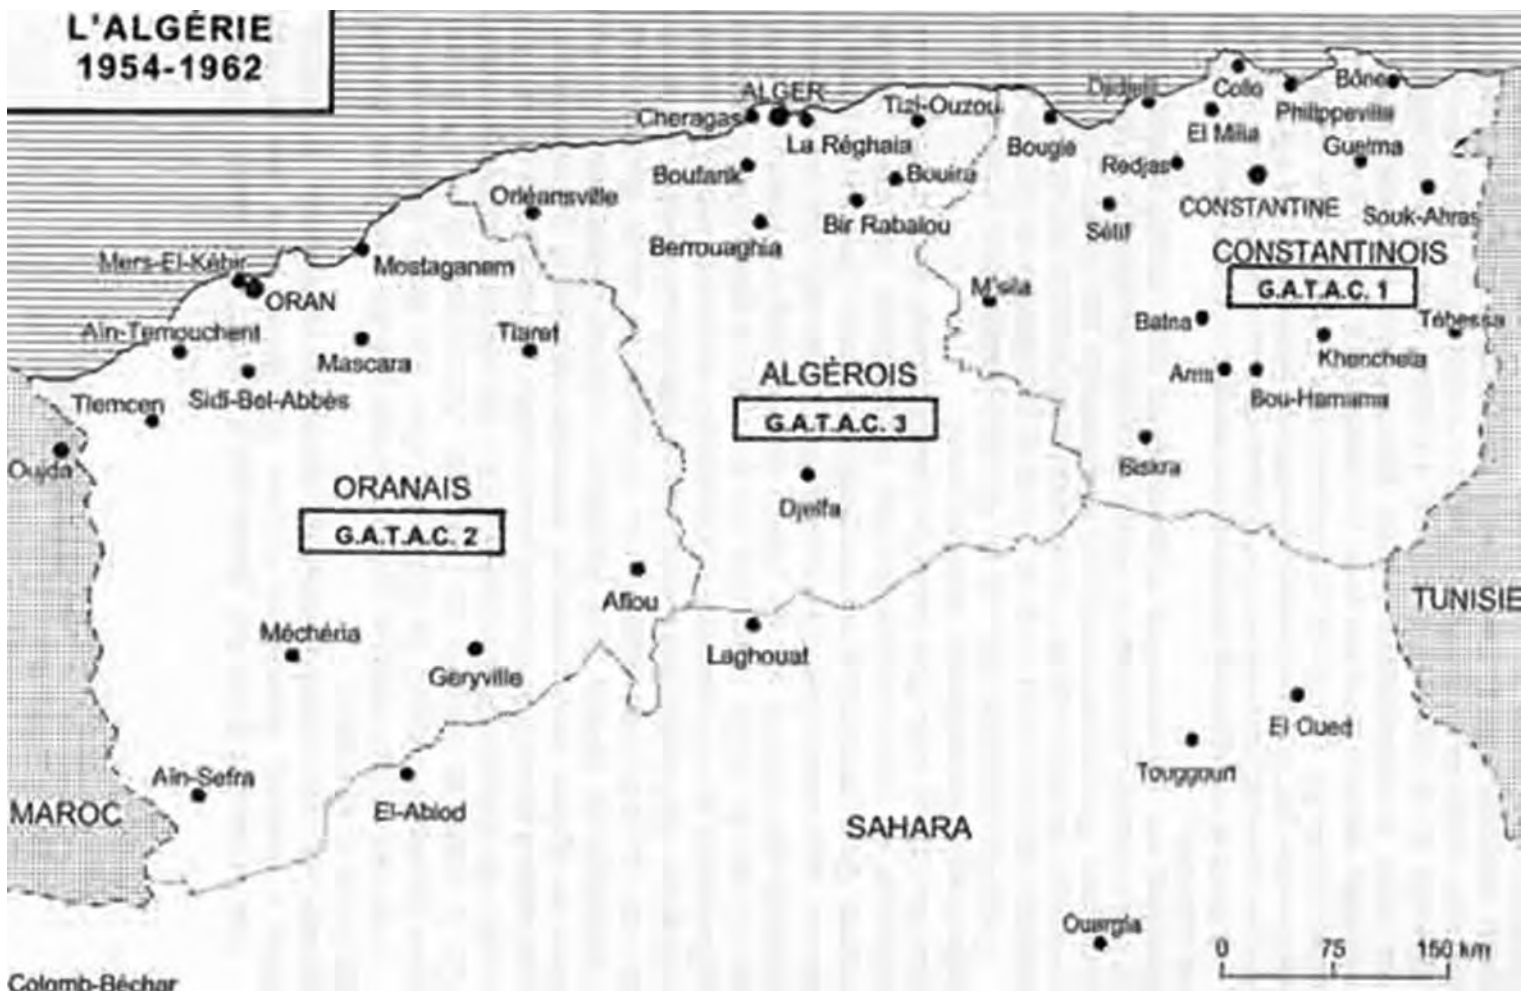 L'ALGÉRIE
1954-1962
ALGER
Cheragas
La Réghaia
Tizi-Ouzou
Bougie
Djidjelli
Collo
Philippeville
Bône
El Milia
Guelma
Redjas
CONSTANTINE
Souk-Ahras
Boufarik
Bouira
Bir Rabalou
Berrouaghia
Orléansville
Sétif
CONSTANTINOIS
G.A.T.A.C. 1
M'sila
Mers-El-Kébir
Mostaganem
ORAN
Aïn-Temouchent
Mascara
Tiaret
Sidi-Bel-Abbès
Tlemcen
Oujda
Batna
Tébessa
Khenchela
Arris
Bou-Hamama
ALGÈROIS
G.A.T.A.C. 3
Biskra
Djelfa
ORANAIS
G.A.T.A.C. 2
Aflou
TUNISIE
Méchéria
Géryville
Laghouat
El Oued
Touggourt
Aïn-Sefra
El-Abiod
MAROC
SAHARA
Ouargla
0 75 150 km
Colomb-Béchar